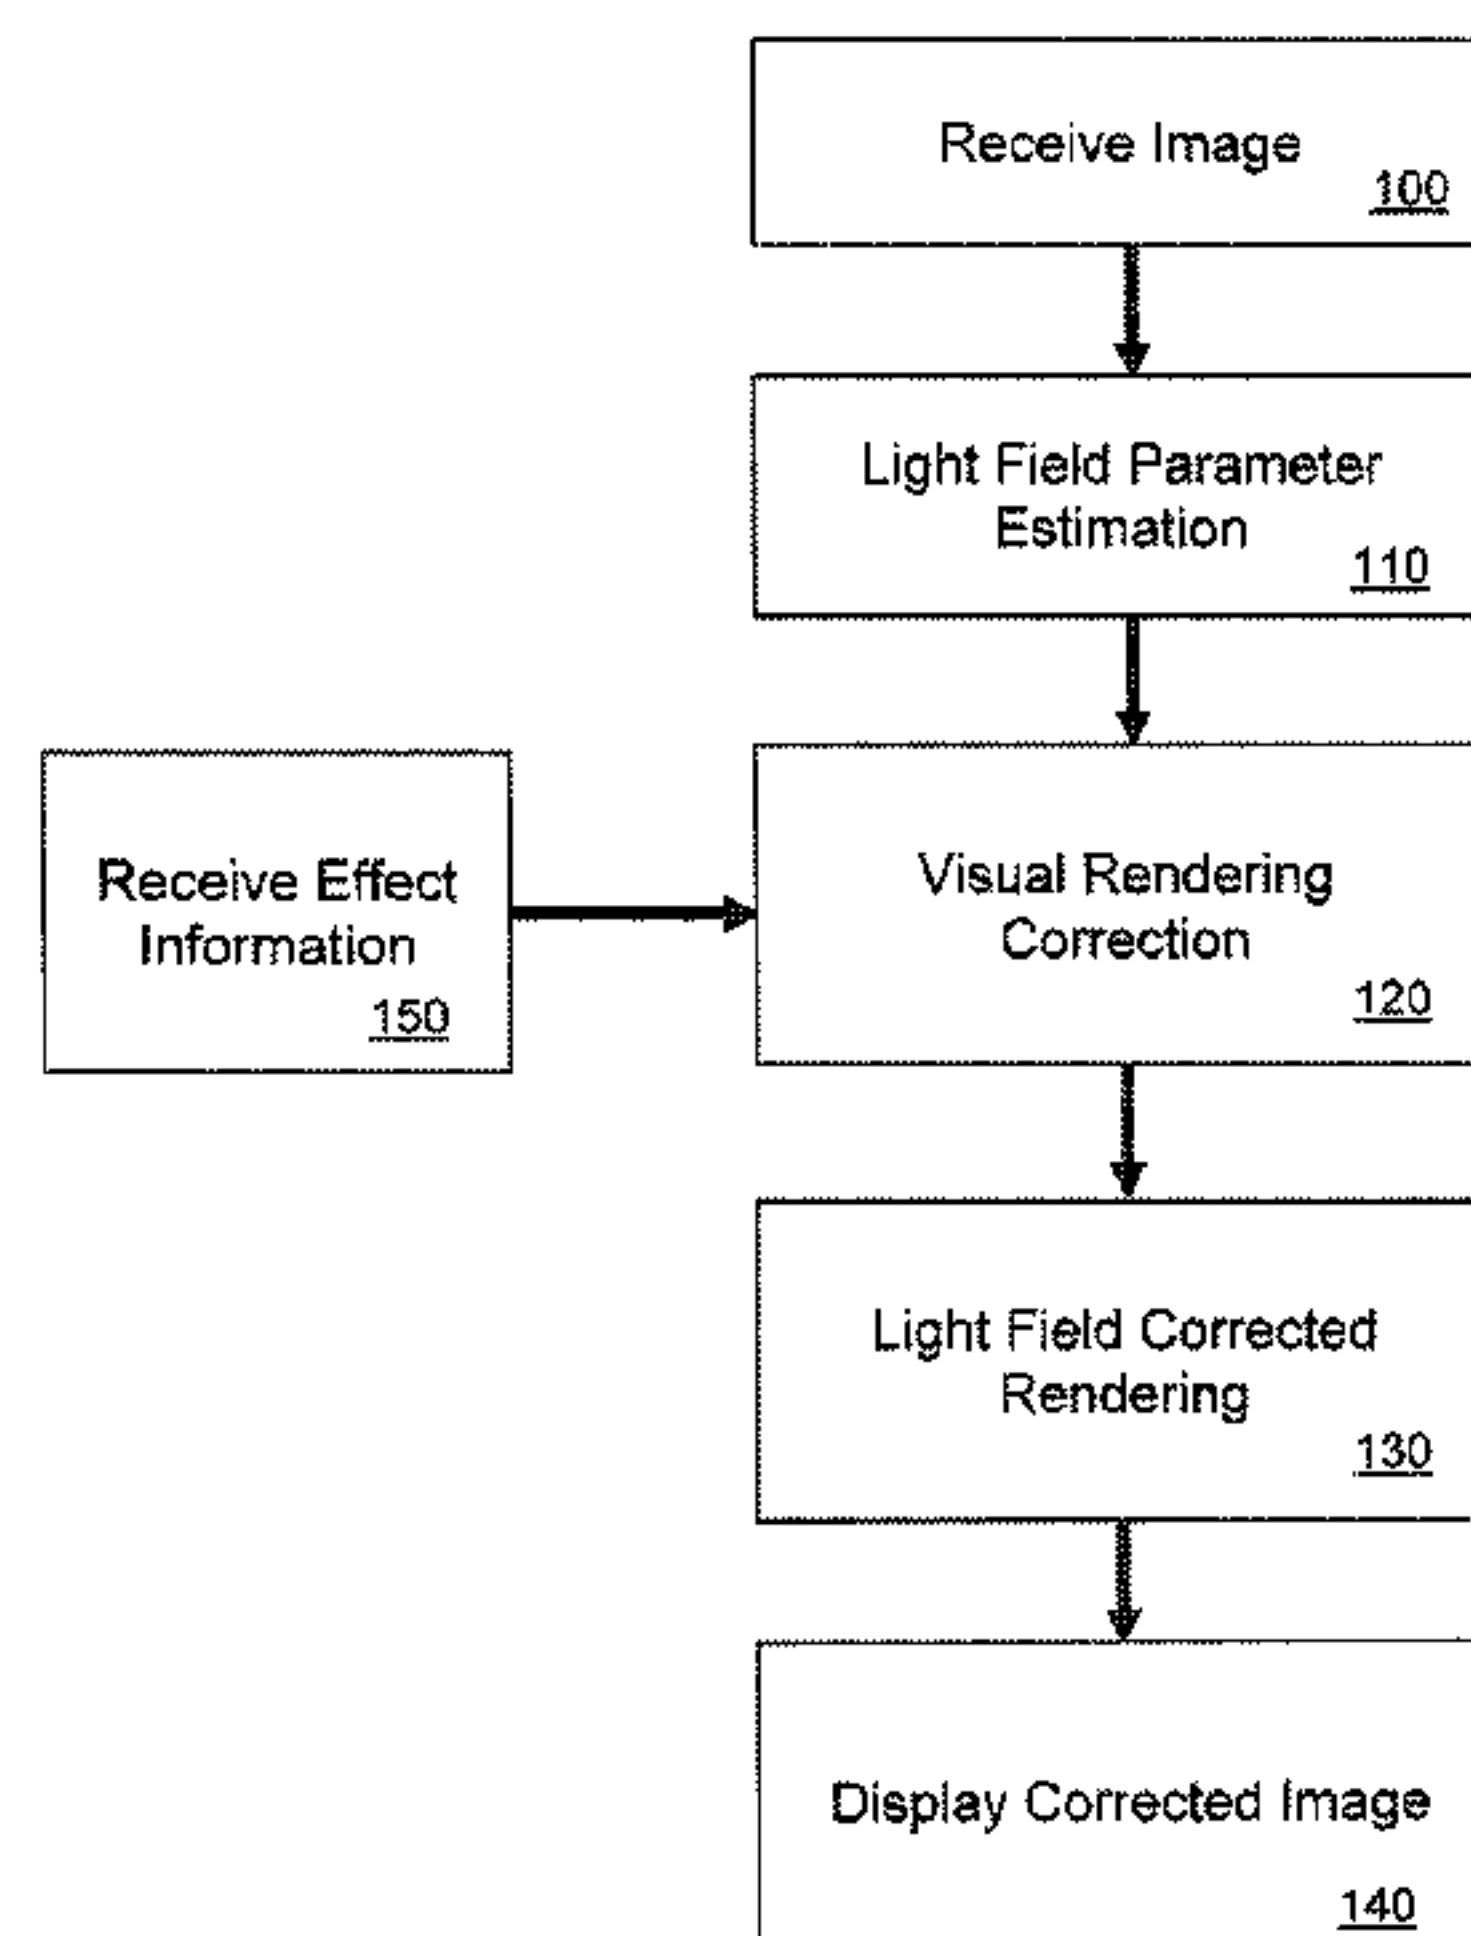 Receive Image
100
Light Field Parameter
Estimation
110
Receive Effect
Information
150
Visual Rendering
Correction
120
Light Field Corrected
Rendering
130
Display Corrected Image
140